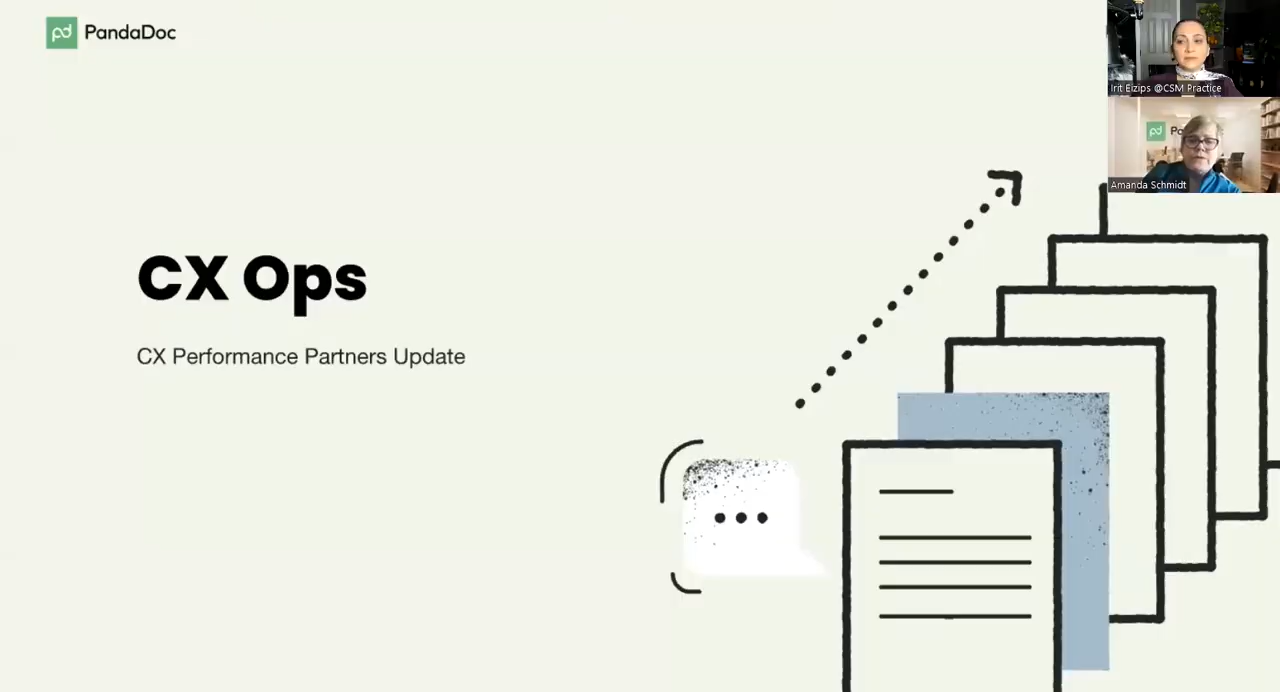 PandaDoc
CX Ops
CX Performance Partners Update
Irit Eizips @CSM Practice
Amanda Schmidt